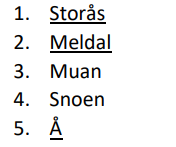 1. Storås
2. Meldal
3. Muan
4. Snoen
5. Å